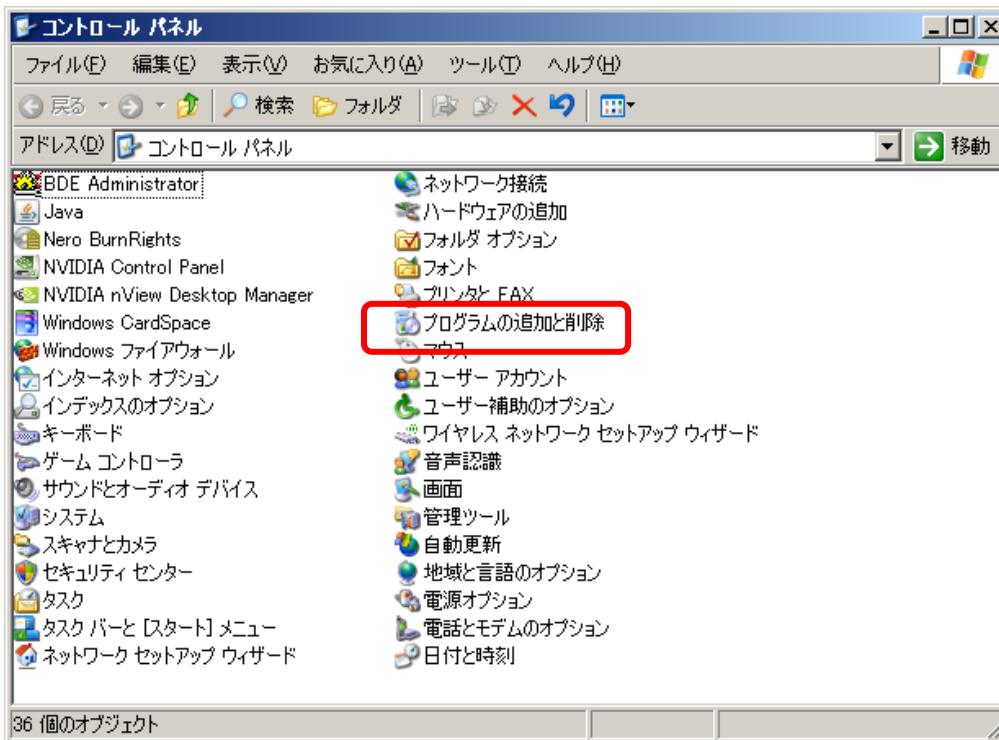 コントロール パネル
ファイル(F) 編集(E) 表示(V) お気に入り(A) ツール(T) ヘルプ(H)
戻る 検索 フォルダ
アドレス(D) コントロール パネル 移動
BDE Administrator
Java
Nero BurnRights
NVIDIA Control Panel
NVIDIA nView Desktop Manager
Windows CardSpace
Windows ファイアウォール
インターネット オプション
インデックスのオプション
キーボード
ゲーム コントローラ
サウンドとオーディオ デバイス
システム
スキャナとカメラ
セキュリティ センター
タスク
タスク バーと [スタート] メニュー
ネットワーク セットアップ ウィザード
ネットワーク接続
ハードウェアの追加
フォルダ オプション
フォント
プリンタと FAX
プログラムの追加と削除
マウス
ユーザー アカウント
ユーザー補助のオプション
ワイヤレス ネットワーク セットアップ ウィザード
音声認識
画面
管理ツール
自動更新
地域と言語のオプション
電源オプション
電話とモデムのオプション
日付と時刻
36 個のオブジェクト